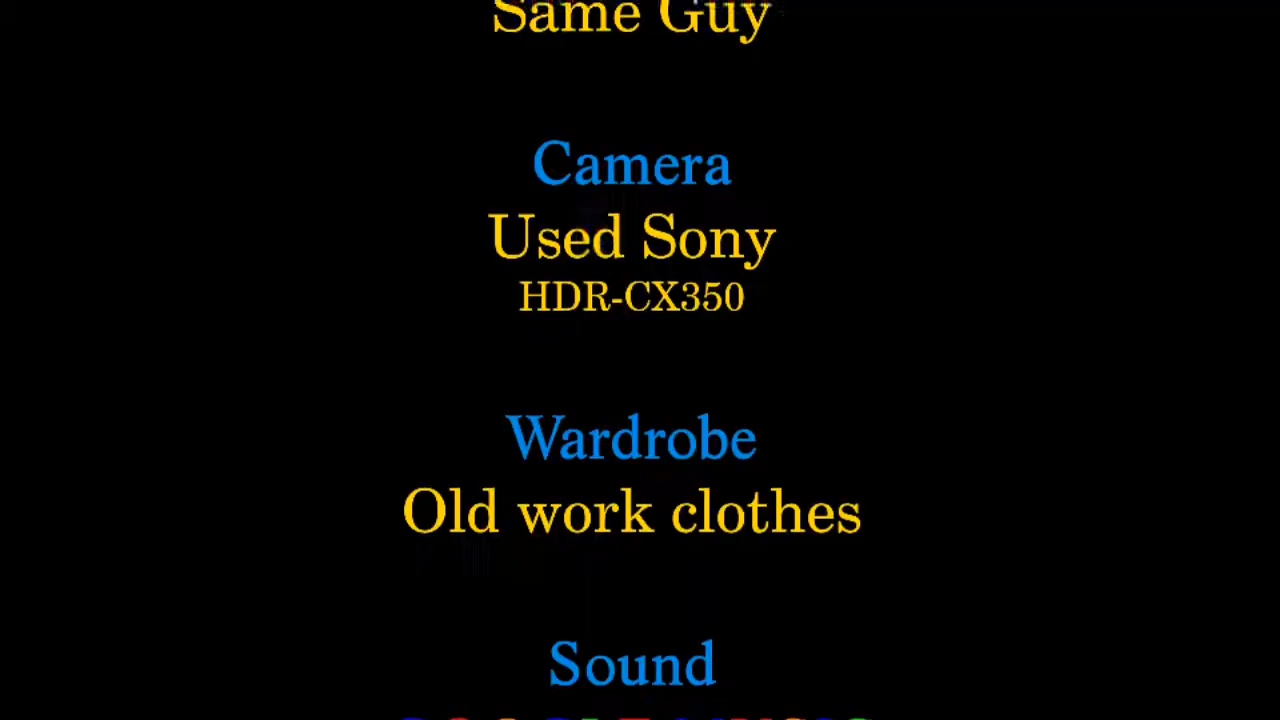 Same Guy
Camera
Used Sony
HDR-CX350
Wardrobe
Old work clothes
Sound